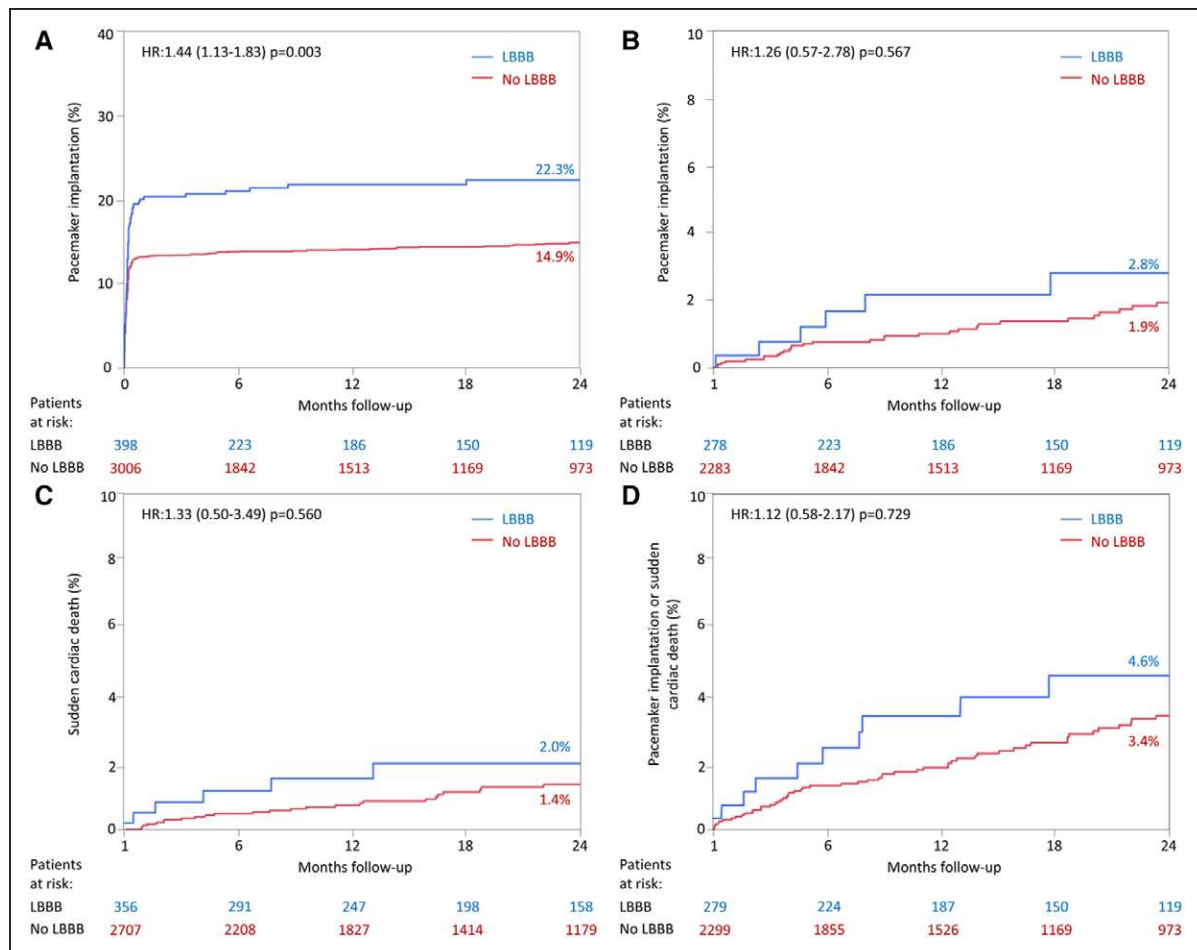 A
HR:1.44 (1.13-1.83) p=0.003
LBBB
No LBBB
Pacemaker implantation (%)
40
30
20
10
0
22.3%
14.9%
0 6 12 18 24
Months follow-up
Patients
at risk:
LBBB 398 223 186 150 119
No LBBB 3006 1842 1513 1169 973
B
HR:1.26 (0.57-2.78) p=0.567
LBBB
No LBBB
Pacemaker implantation (%)
10
8
6
4
2
0
2.8%
1.9%
1 6 12 18 24
Months follow-up
Patients
at risk:
LBBB 278 223 186 150 119
No LBBB 2283 1842 1513 1169 973
C
HR:1.33 (0.50-3.49) p=0.560
LBBB
No LBBB
Sudden cardiac death (%)
10
8
6
4
2
0
2.0%
1.4%
1 6 12 18 24
Months follow-up
Patients
at risk:
LBBB 356 291 247 198 158
No LBBB 2707 2208 1827 1414 1179
D
HR:1.12 (0.58-2.17) p=0.729
LBBB
No LBBB
Pacemaker implantation or sudden
cardiac death (%)
10
8
6
4
2
0
4.6%
3.4%
1 6 12 18 24
Months follow-up
Patients
at risk:
LBBB 279 224 187 150 119
No LBBB 2299 1855 1526 1169 973